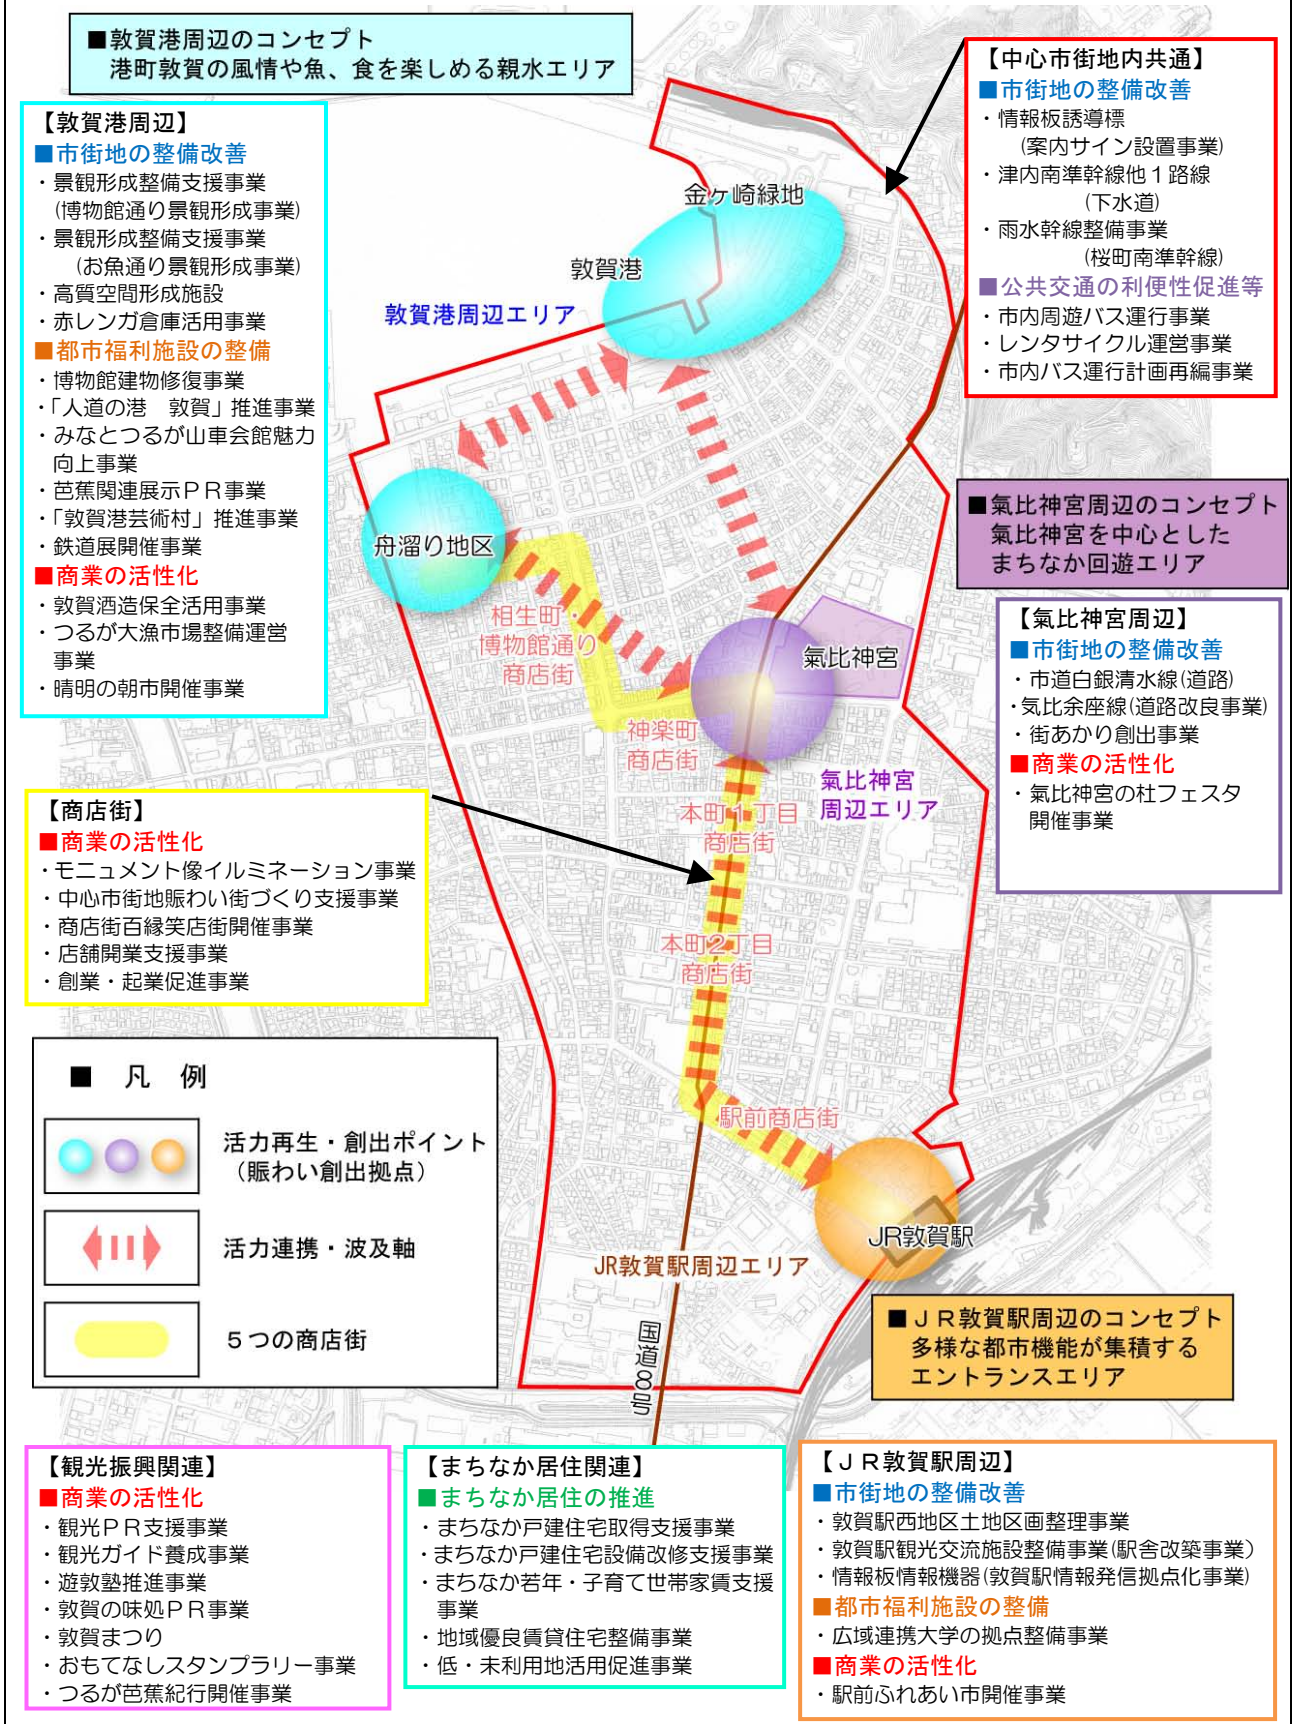 ■敦賀港周辺のコンセプト
港町敦賀の風情や魚、食を楽しめる親水エリア
【中心市街地内共通】
■市街地の整備改善
・情報板誘導標
(案内サイン設置事業)
・津内南準幹線他１路線
(下水道)
・雨水幹線整備事業
(桜町南準幹線)
■公共交通の利便性促進等
・市内周遊バス運行事業
・レンタサイクル運営事業
・市内バス運行計画再編事業
【敦賀港周辺】
■市街地の整備改善
・景観形成整備支援事業
(博物館通り景観形成事業)
・景観形成整備支援事業
(お魚通り景観形成事業)
・高質空間形成施設
・赤レンガ倉庫活用事業
■都市福利施設の整備
・博物館建物修復事業
・「人道の港　敦賀」推進事業
・みなとつるが山車会館魅力
向上事業
・芭蕉関連展示ＰＲ事業
・「敦賀港芸術村」推進事業
・鉄道展開催事業
■商業の活性化
・敦賀酒造保全活用事業
・つるが大漁市場整備運営
事業
・晴明の朝市開催事業
金ヶ崎緑地
敦賀港
敦賀港周辺エリア
舟溜り地区
相生町・
博物館通り
商店街
氣比神宮
神楽町
商店街
氣比神宮
周辺エリア
本町１丁目
商店街
本町２丁目
商店街
駅前商店街
JR敦賀駅
JR敦賀駅周辺エリア
国道８号
■氣比神宮周辺のコンセプト
氣比神宮を中心とした
まちなか回遊エリア
【氣比神宮周辺】
■市街地の整備改善
・市道白銀清水線(道路)
・気比余座線(道路改良事業)
・街あかり創出事業
■商業の活性化
・氣比神宮の杜フェスタ
開催事業
【商店街】
■商業の活性化
・モニュメント像イルミネーション事業
・中心市街地賑わい街づくり支援事業
・商店街百縁笑店街開催事業
・店舗開業支援事業
・創業・起業促進事業
■　凡　例
活力再生・創出ポイント
（賑わい創出拠点）
活力連携・波及軸
５つの商店街
■ＪＲ敦賀駅周辺のコンセプト
多様な都市機能が集積する
エントランスエリア
【観光振興関連】
■商業の活性化
・観光ＰＲ支援事業
・観光ガイド養成事業
・遊敦塾推進事業
・敦賀の味処ＰＲ事業
・敦賀まつり
・おもてなしスタンプラリー事業
・つるが芭蕉紀行開催事業
【まちなか居住関連】
■まちなか居住の推進
・まちなか戸建住宅取得支援事業
・まちなか戸建住宅設備改修支援事業
・まちなか若年・子育て世帯家賃支援
事業
・地域優良賃貸住宅整備事業
・低・未利用地活用促進事業
【ＪＲ敦賀駅周辺】
■市街地の整備改善
・敦賀駅西地区土地区画整理事業
・敦賀駅観光交流施設整備事業(駅舎改築事業)
・情報板情報機器(敦賀駅情報発信拠点化事業)
■都市福利施設の整備
・広域連携大学の拠点整備事業
■商業の活性化
・駅前ふれあい市開催事業